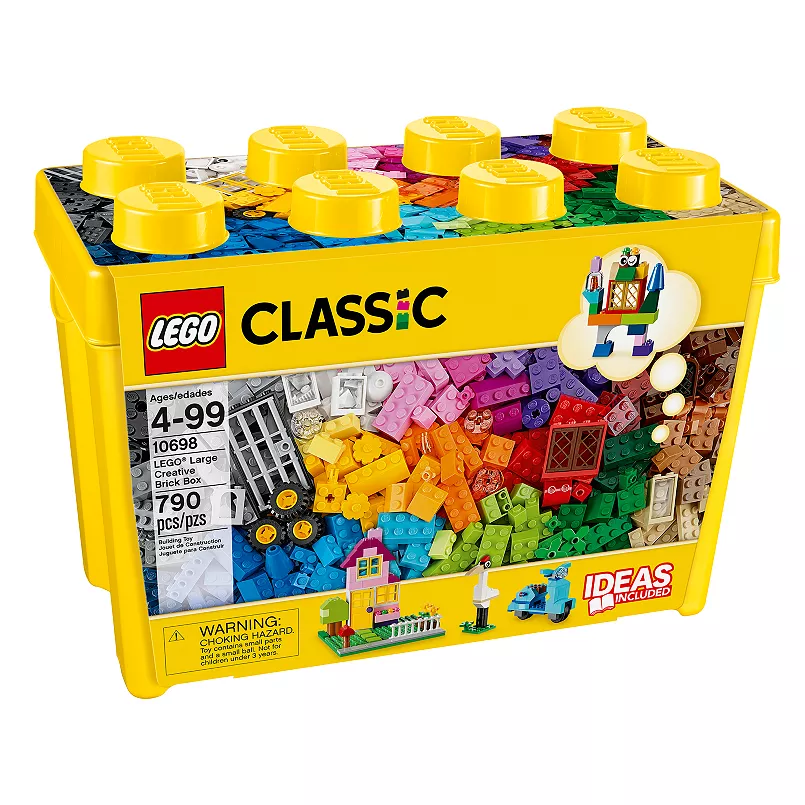 LEGO
CLASSiC
Ages/edades
4-99
10698
LEGO® Large
Creative
Brick Box
790
pcs/pzs
Building Toy
Jouet de Construction
Juguete para Construir
WARNING:
CHOKING HAZARD.
Toy contains small parts
and a small ball. Not for
children under 3 years.
IDEAS
INCLUDED